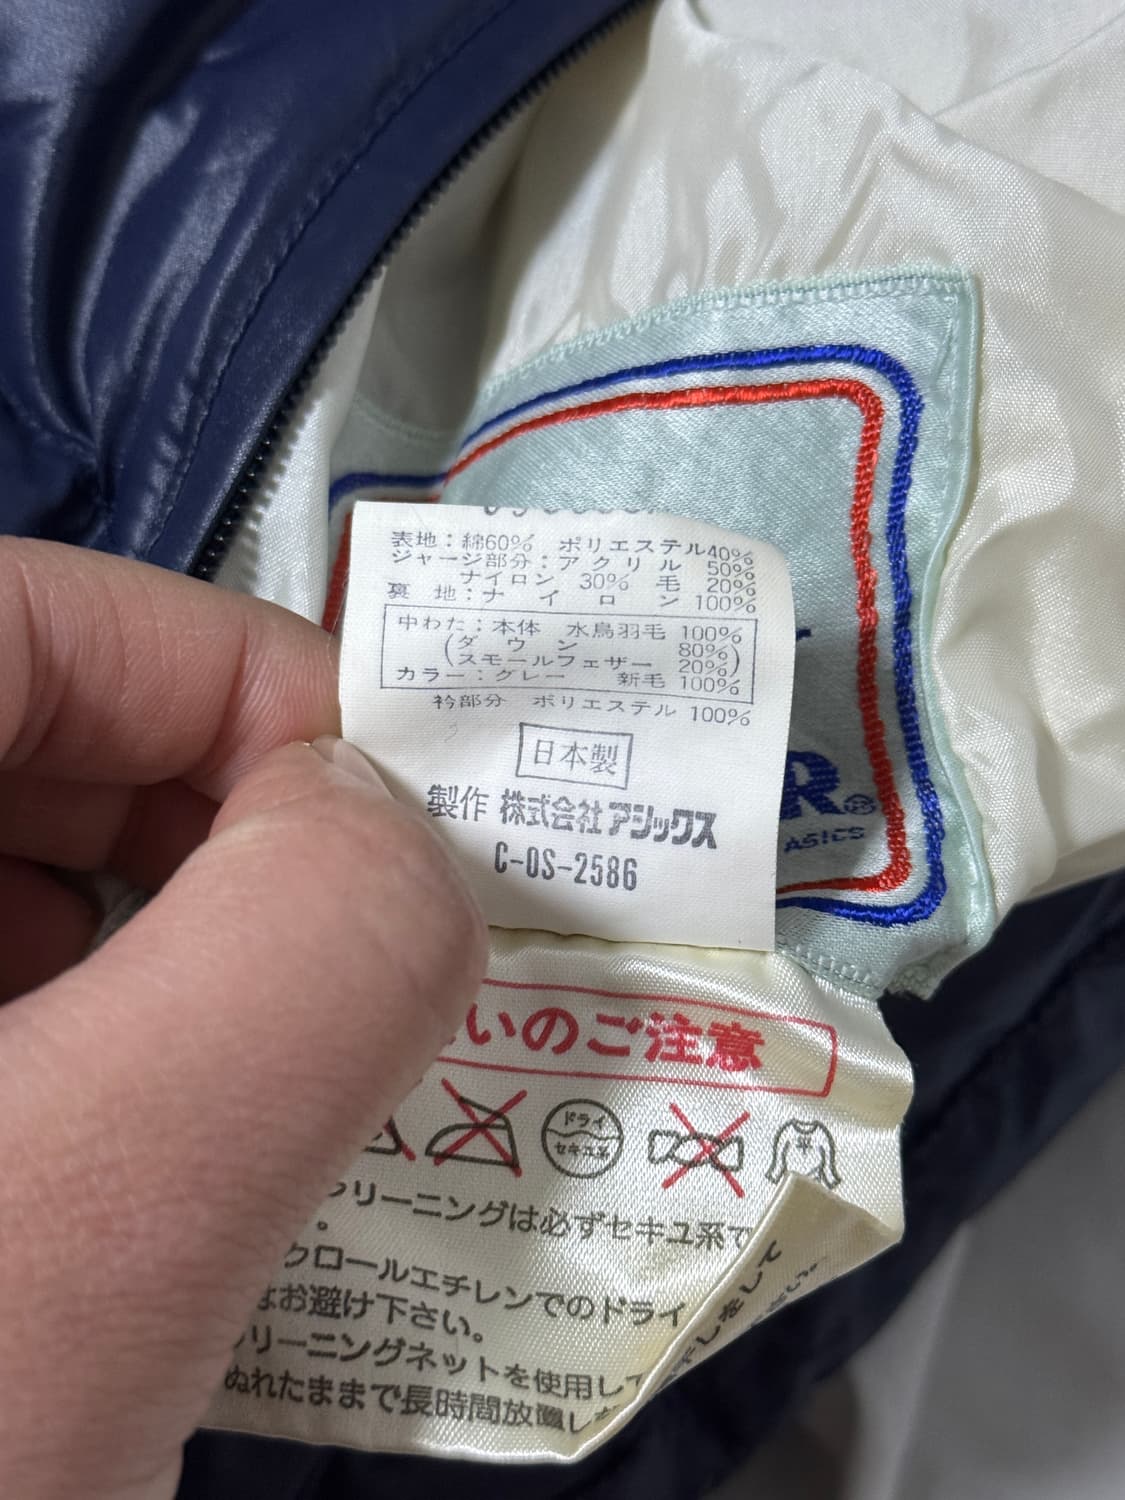 表地：綿60% ポリエステル40%
ジャージ部分：アクリル 50%
ナイロン 30% 毛 20%
裏 地：ナ イ ロ ン 100%
中わた：本体 水鳥羽毛 100%
(ダ ウ ン 80%
スモールフェザー 20%)
カラー：グレー 新毛 100%
衿部分 ポリエステル 100%
日本製
製作 株式会社アシックス
C-OS-2586
R®
ASICS
いのご注意
ドライ
セキユ系
リーニングは必ずセキユ系で
。
クロールエチレンでのドライ
はお避け下さい。
リーニングネットを使用して
ぬれたままで長時間放置し